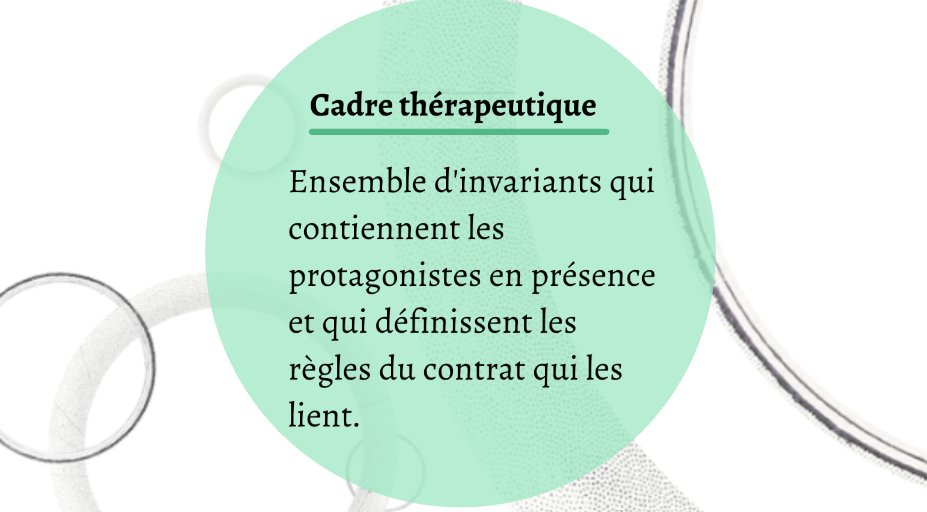 Cadre thérapeutique
Ensemble d'invariants qui
contiennent les
protagonistes en présence
et qui définissent les
règles du contrat qui les
lient.